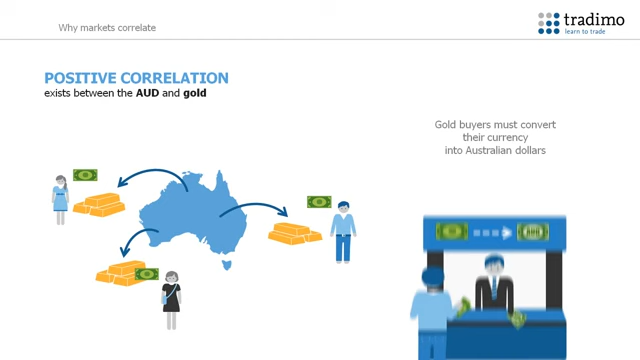 Why markets correlate
tradimo
learn to trade
POSITIVE CORRELATION
exists between the AUD and gold
Gold buyers must convert
their currency
into Australian dollars